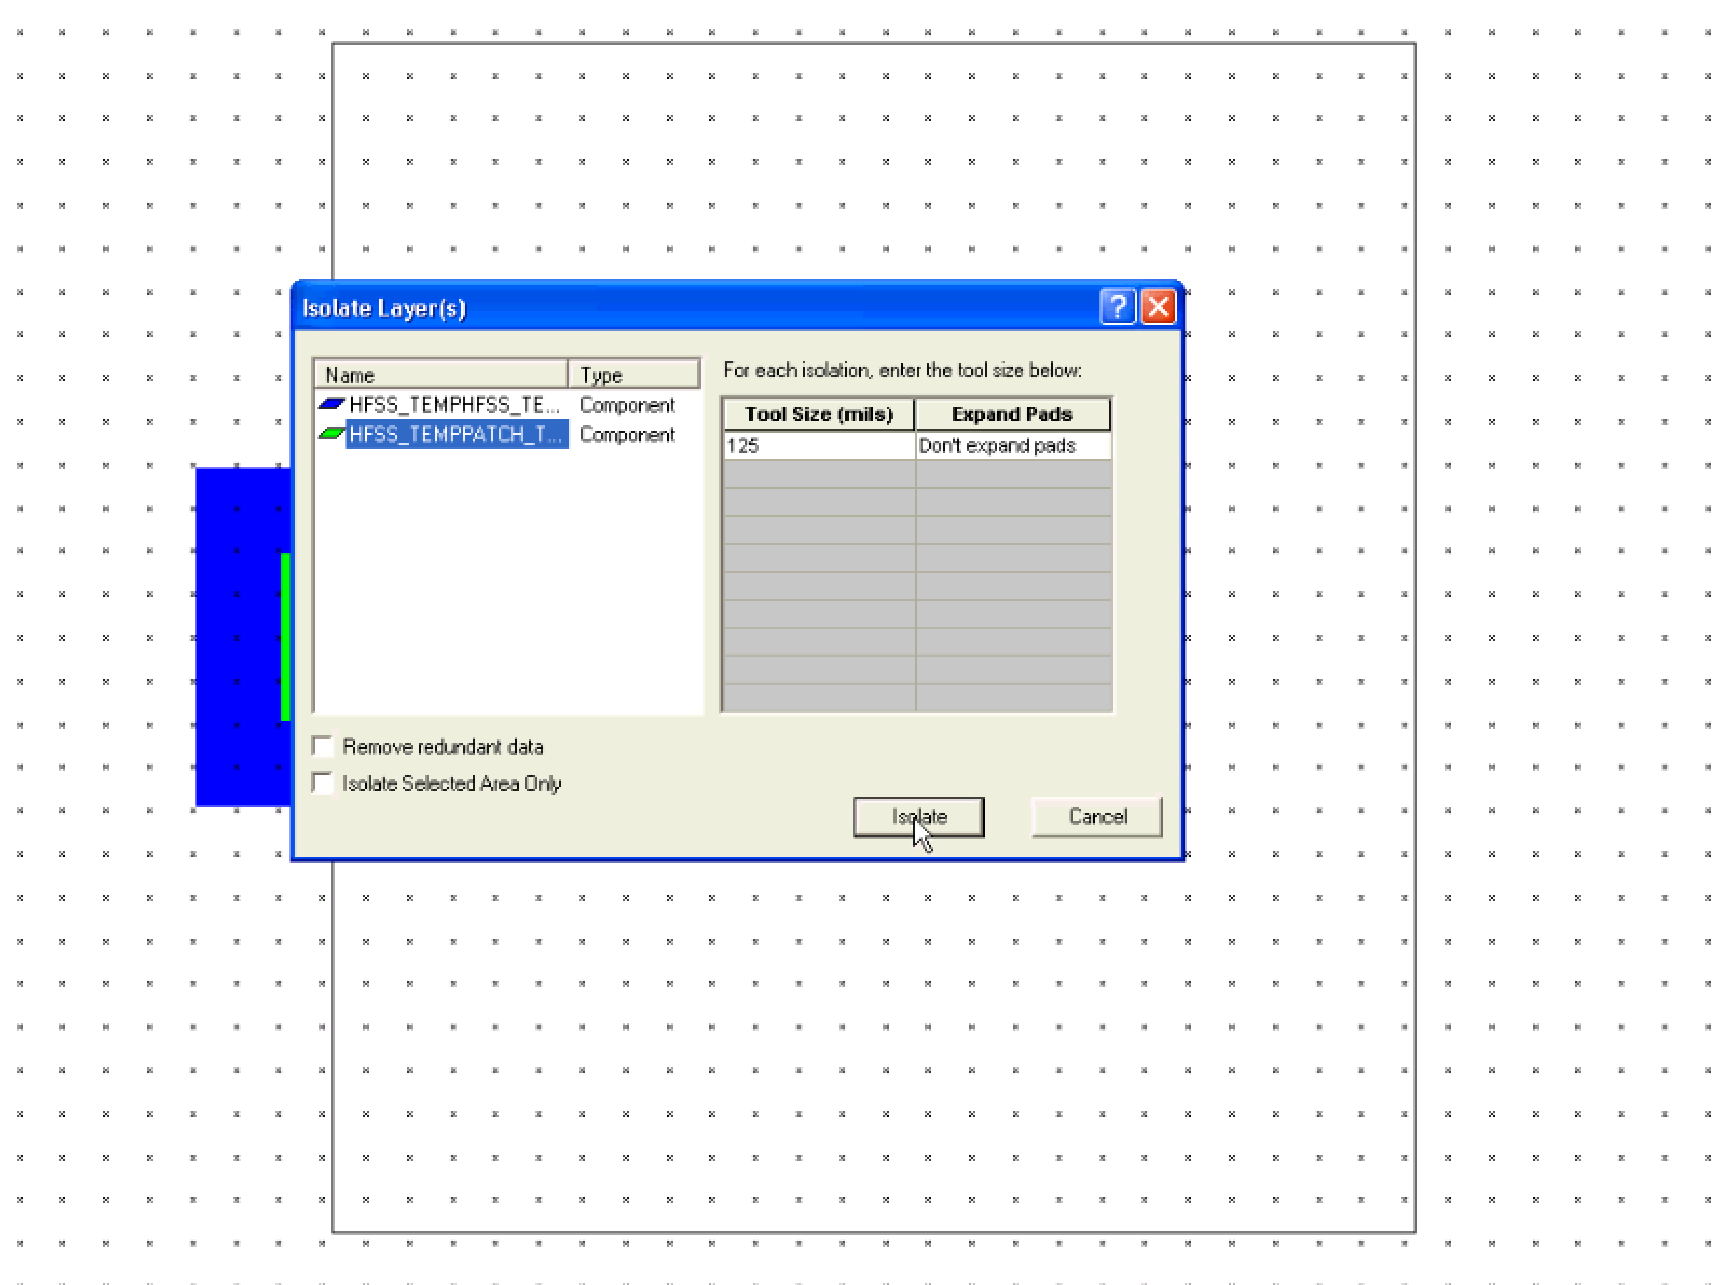 Isolate Layer(s)
Name Type
HFSS_TEMPHFSS_TE... Component
HFSS_TEMPPATCH_T... Component
For each isolation, enter the tool size below:
Tool Size (mils) Expand Pads
125 Don't expand pads
Remove redundant data
Isolate Selected Area Only
Isolate Cancel